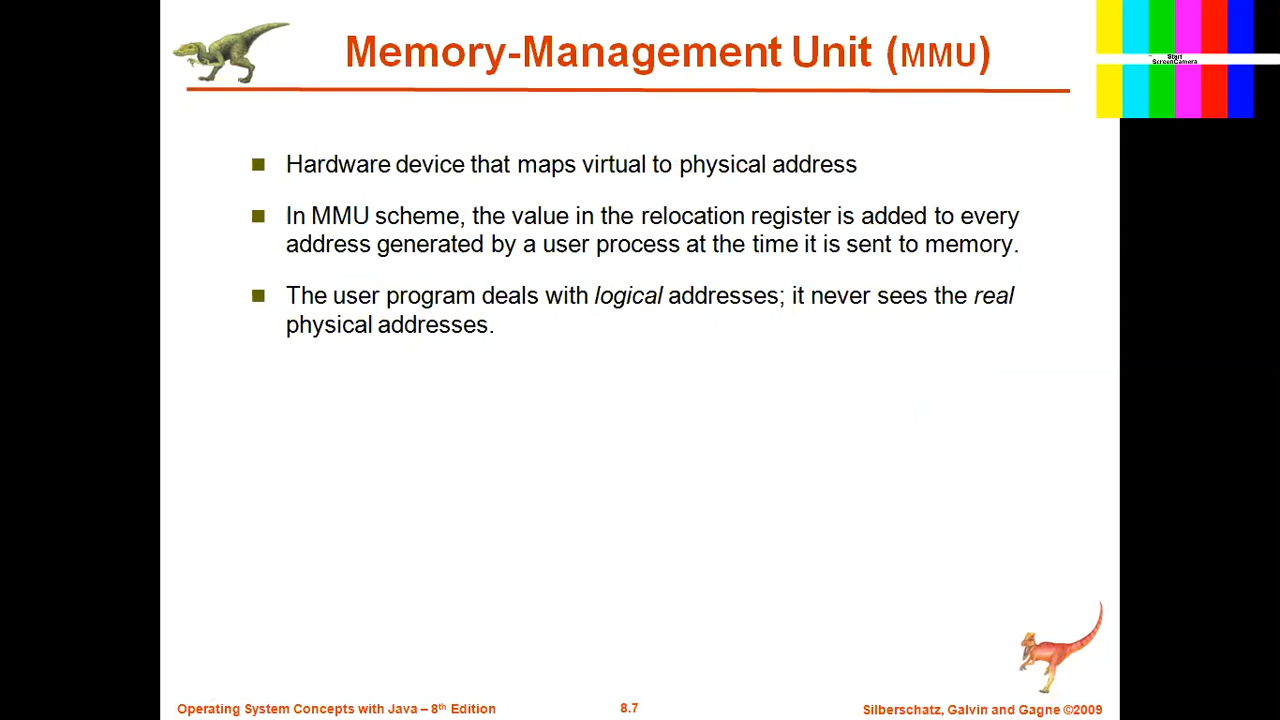 Memory-Management Unit (MMU)
Start
ScreenCamera
Hardware device that maps virtual to physical address
In MMU scheme, the value in the relocation register is added to every
address generated by a user process at the time it is sent to memory.
The user program deals with logical addresses; it never sees the real
physical addresses.
Operating System Concepts with Java – 8th Edition
8.7
Silberschatz, Galvin and Gagne ©2009